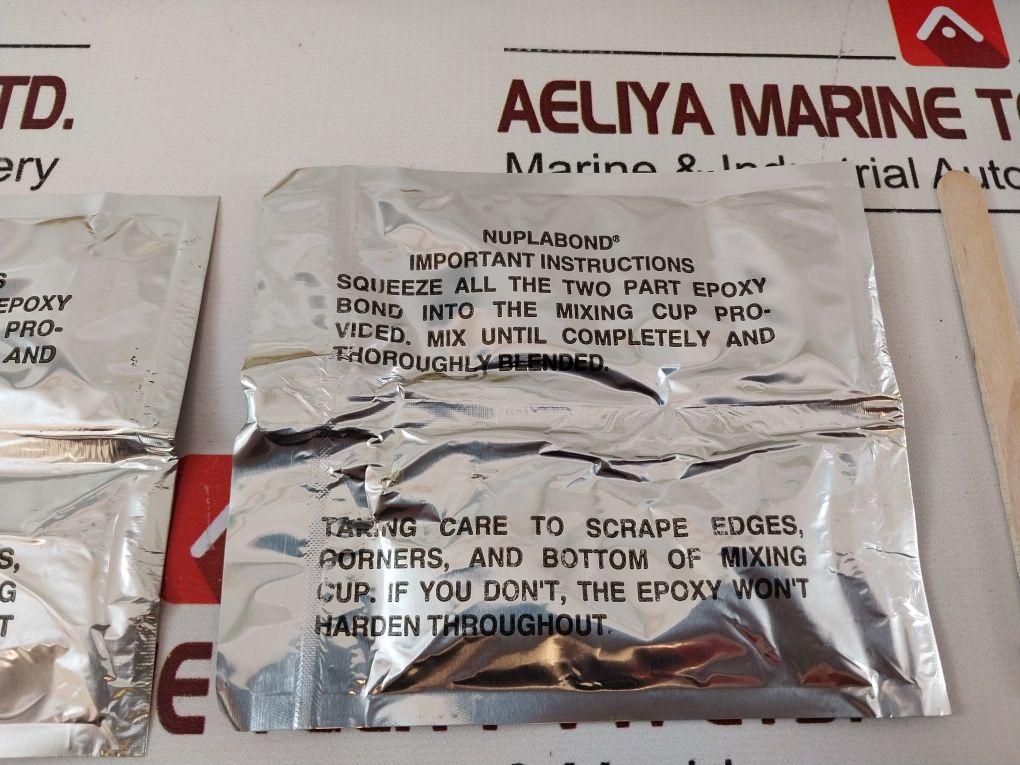 TD.
ery
AELIYA MARINE T
Marine & Industrial Auto
NUPLABOND®
IMPORTANT INSTRUCTIONS
SQUEEZE ALL THE TWO PART EPOXY
BOND INTO THE MIXING CUP PRO-
VIDED. MIX UNTIL COMPLETELY AND
THOROUGHLY BLENDED.
TAKING CARE TO SCRAPE EDGES,
CORNERS, AND BOTTOM OF MIXING
CUP. IF YOU DON'T, THE EPOXY WON'T
HARDEN THROUGHOUT.
S
EPOXY
PRO-
AND
S,
G
T
E